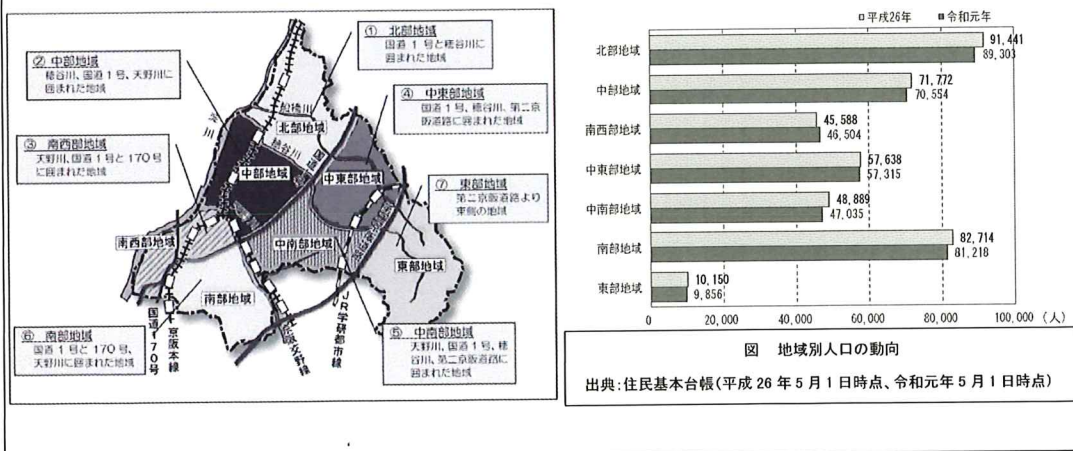 ① 北部地域
国道1号と穂谷川に
囲まれた地域
② 中部地域
穂谷川、国道1号、天野川に
囲まれた地域
④ 中東部地域
国道1号、穂谷川、第二京
阪道路に囲まれた地域
③ 南西部地域
天野川、国道1号と170号
に囲まれた地域
⑦ 東部地域
第二京阪道路より
東側の地域
⑥ 南部地域
国道1号と170号、
天野川に囲まれた地域
⑤ 中南部地域
天野川、国道1号、穂
谷川、第二京阪道路に
囲まれた地域
船橋川
北部地域
穂谷川
中部地域
中東部地域
南西部地域
中南部地域
東部地域
南部地域
国道170号
京阪本線
京阪交野線
JR学研都市線
□平成26年 ■令和元年
北部地域 91,441
89,303
中部地域 71,772
70,554
南西部地域 45,588
46,504
中東部地域 57,638
57,315
中南部地域 48,889
47,035
南部地域 82,714
81,218
東部地域 10,150
9,856
0 20,000 40,000 60,000 80,000 100,000 (人)
図 地域別人口の動向
出典:住民基本台帳(平成26年5月1日時点、令和元年5月1日時点)